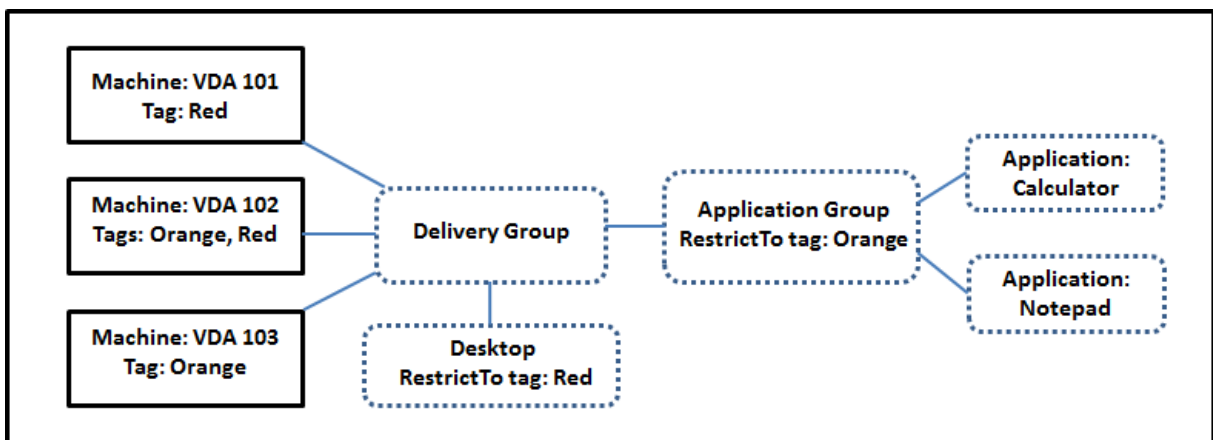 Machine: VDA 101
Tag: Red
Machine: VDA 102
Tags: Orange, Red
Machine: VDA 103
Tag: Orange
Delivery Group
Desktop
RestrictTo tag: Red
Application Group
RestrictTo tag: Orange
Application:
Calculator
Application:
Notepad